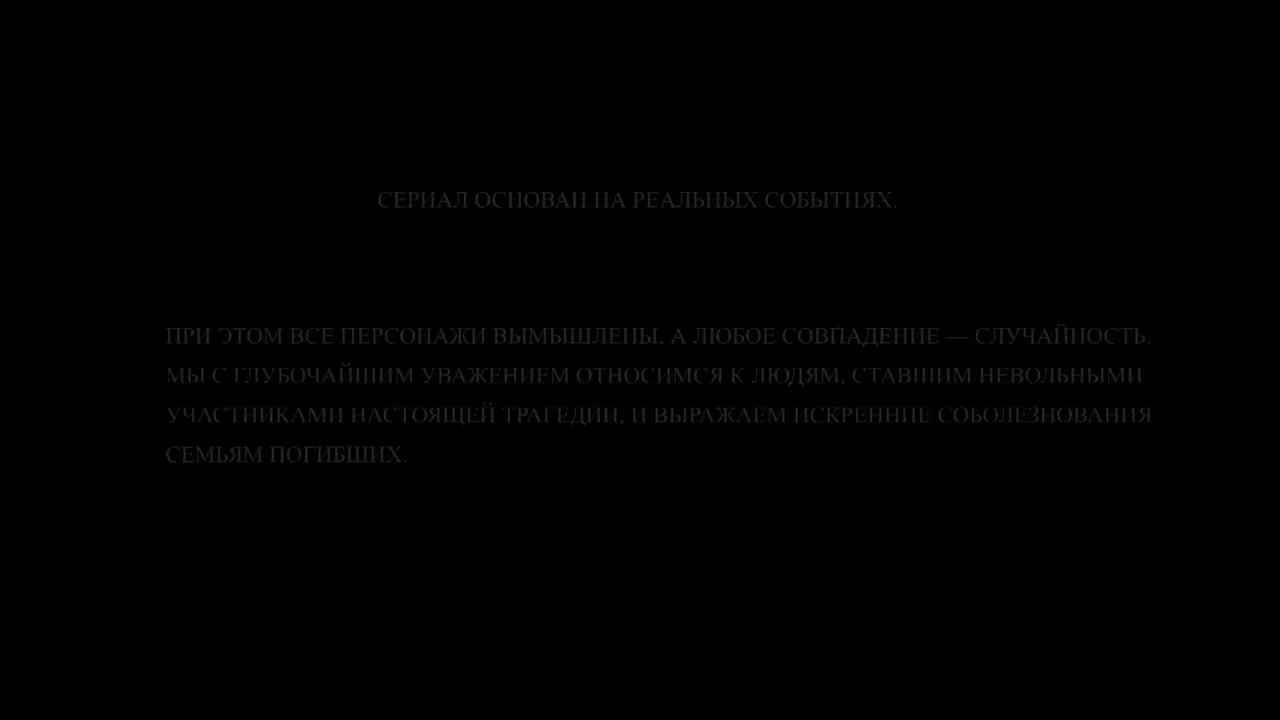 СЕРИАЛ ОСНОВАН НА РЕАЛЬНЫХ СОБЫТИЯХ.
ПРИ ЭТОМ ВСЕ ПЕРСОНАЖИ ВЫМЫШЛЕНЫ, А ЛЮБОЕ СОВПАДЕНИЕ — СЛУЧАЙНОСТЬ.
МЫ С ГЛУБОЧАЙШИМ УВАЖЕНИЕМ ОТНОСИМСЯ К ЛЮДЯМ, СТАВШИМ НЕВОЛЬНЫМИ
УЧАСТНИКАМИ НАСТОЯЩЕЙ ТРАГЕДИИ, И ВЫРАЖАЕМ ИСКРЕННИЕ СОБОЛЕЗНОВАНИЯ
СЕМЬЯМ ПОГИБШИХ.